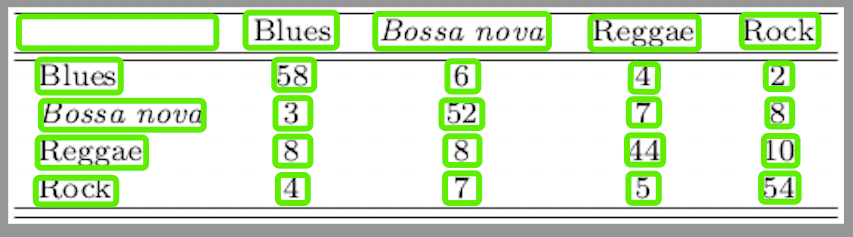 Blues Bossa nova Reggae Rock
Blues 58 6 4 2
Bossa nova 3 52 7 8
Reggae 8 8 44 10
Rock 4 7 5 54